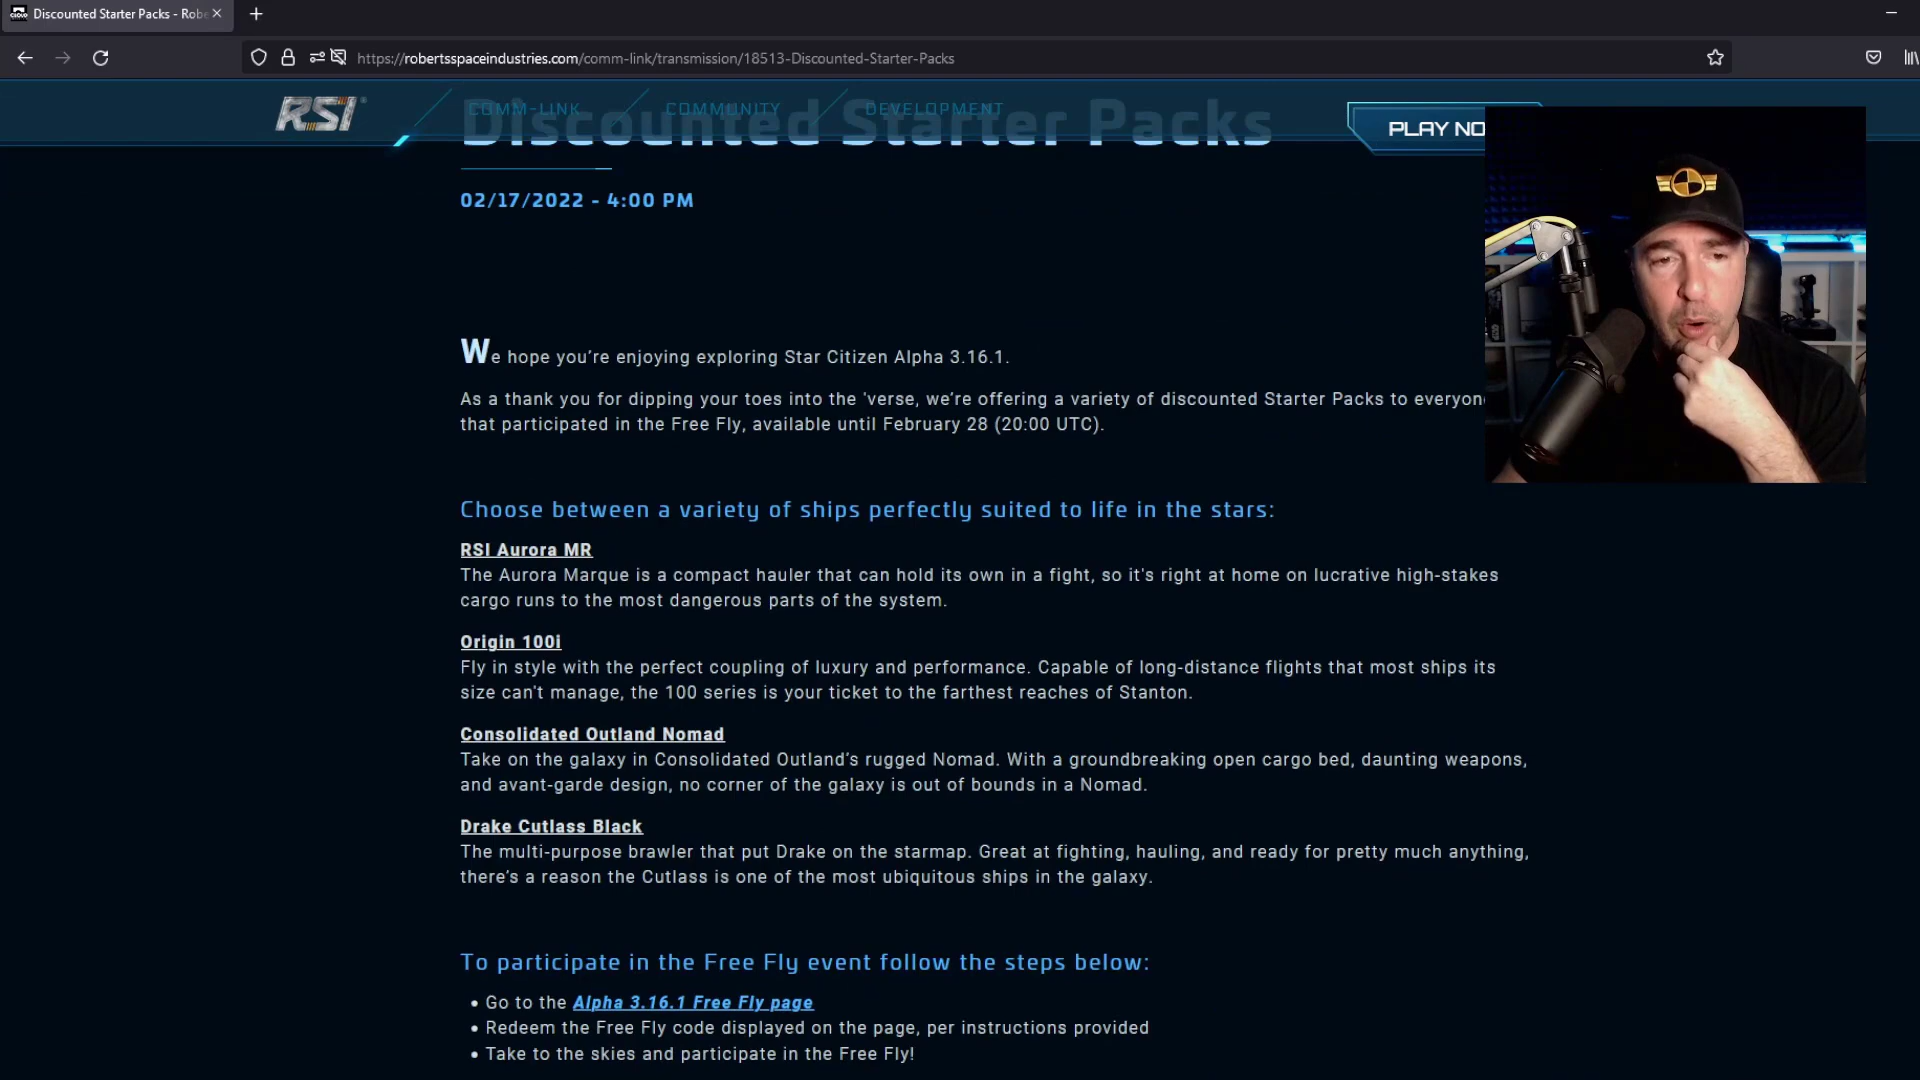 Discounted Starter Packs - Robe
https://robertsspaceindustries.com/comm-link/transmission/18513-Discounted-Starter-Packs
RSI
COMM-LINK
COMMUNITY
DEVELOPMENT
PLAY NO
Discounted Starter Packs
02/17/2022 - 4:00 PM
We hope you're enjoying exploring Star Citizen Alpha 3.16.1.
As a thank you for dipping your toes into the 'verse, we're offering a variety of discounted Starter Packs to everyon
that participated in the Free Fly, available until February 28 (20:00 UTC).
Choose between a variety of ships perfectly suited to life in the stars:
RSI Aurora MR
The Aurora Marque is a compact hauler that can hold its own in a fight, so it's right at home on lucrative high-stakes
cargo runs to the most dangerous parts of the system.
Origin 100i
Fly in style with the perfect coupling of luxury and performance. Capable of long-distance flights that most ships its
size can't manage, the 100 series is your ticket to the farthest reaches of Stanton.
Consolidated Outland Nomad
Take on the galaxy in Consolidated Outland's rugged Nomad. With a groundbreaking open cargo bed, daunting weapons,
and avant-garde design, no corner of the galaxy is out of bounds in a Nomad.
Drake Cutlass Black
The multi-purpose brawler that put Drake on the starmap. Great at fighting, hauling, and ready for pretty much anything,
there's a reason the Cutlass is one of the most ubiquitous ships in the galaxy.
To participate in the Free Fly event follow the steps below:
• Go to the Alpha 3.16.1 Free Fly page
• Redeem the Free Fly code displayed on the page, per instructions provided
• Take to the skies and participate in the Free Fly!